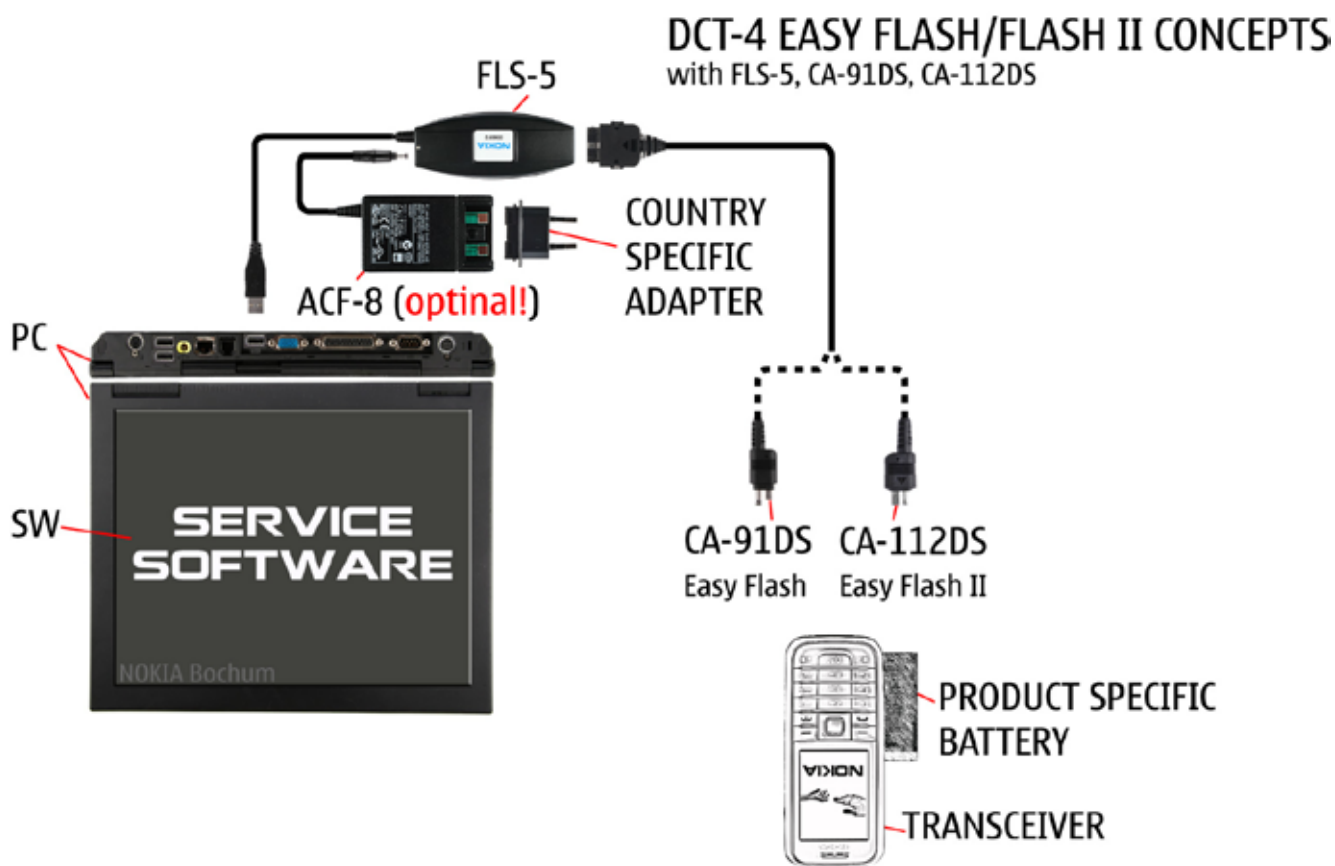 DCT-4 EASY FLASH/FLASH II CONCEPTS
with FLS-5, CA-91DS, CA-112DS
FLS-5
NOKIA
COUNTRY
SPECIFIC
ADAPTER
ACF-8 (optinal!)
PC
SW
SERVICE
SOFTWARE
NOKIA Bochum
CA-91DS
Easy Flash
CA-112DS
Easy Flash II
PRODUCT SPECIFIC
BATTERY
NOKIA
TRANSCEIVER